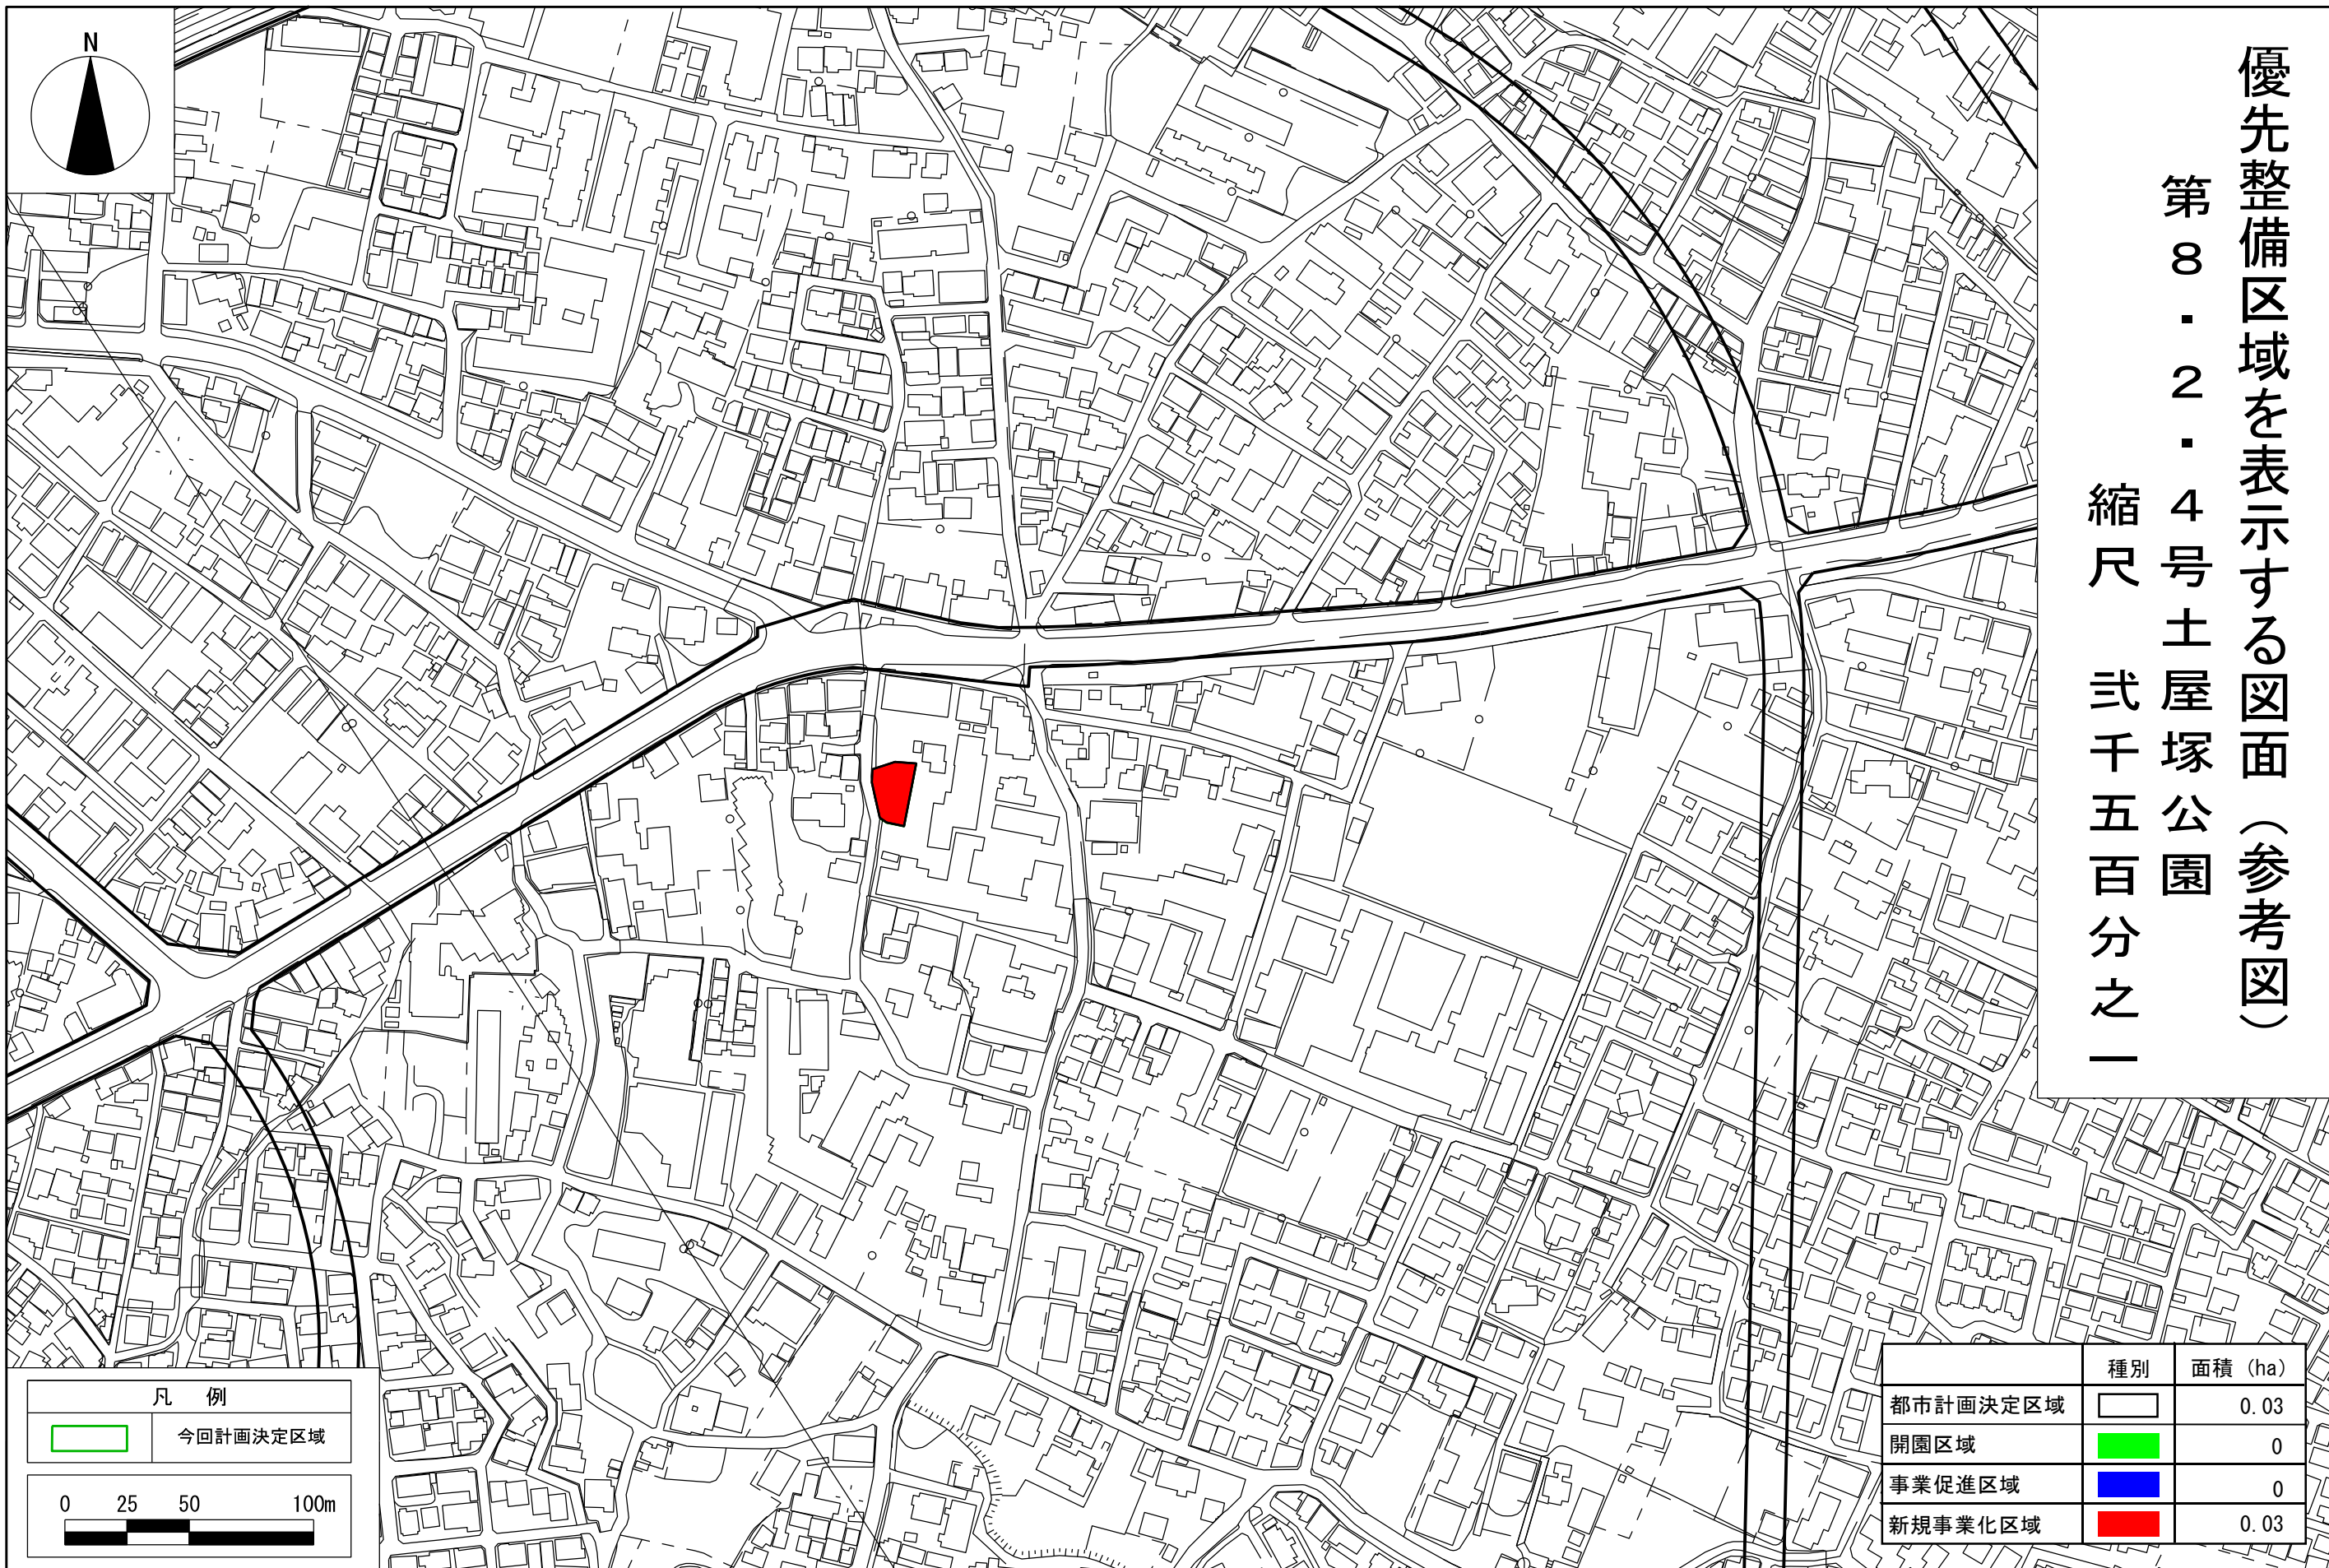 優先整備区域を表示する図面（参考図）
第８・２・４号土屋塚公園
縮尺　弐千五百分之一
N
凡　例
今回計画決定区域
0 25 50 100m
種別 面積（ha）
都市計画決定区域 0.03
開園区域 0
事業促進区域 0
新規事業化区域 0.03